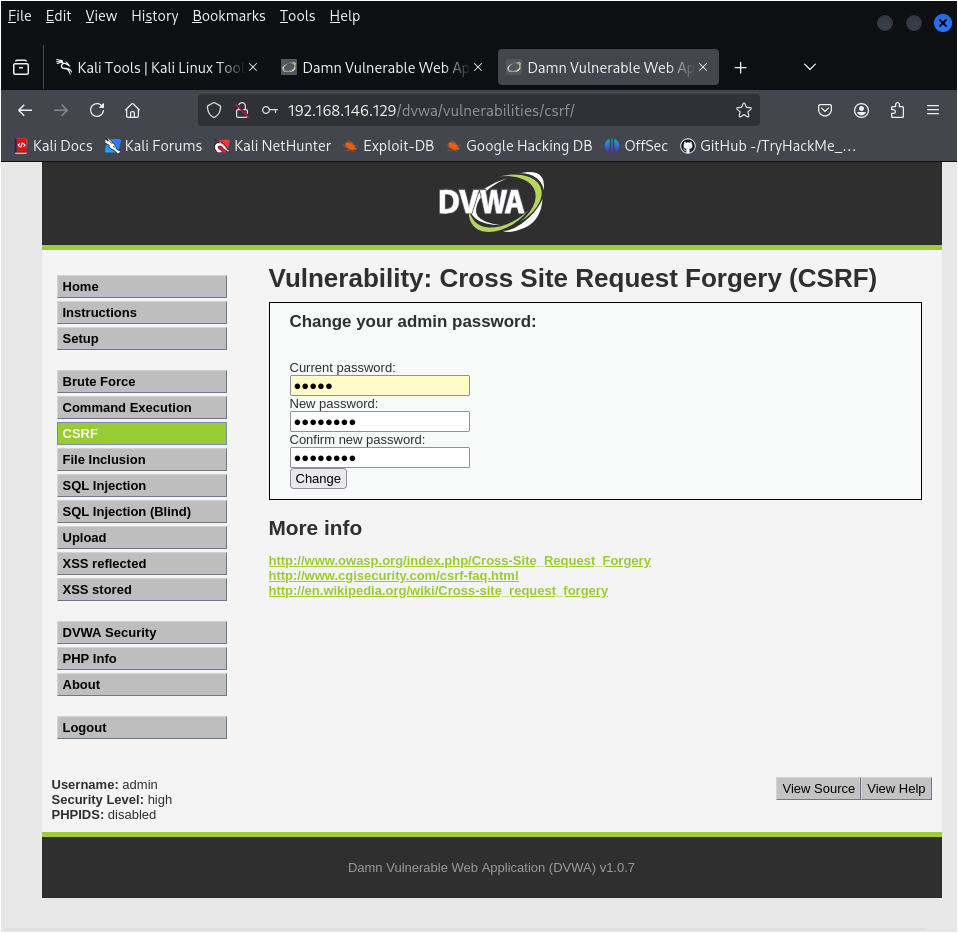 File Edit View History Bookmarks Tools Help
Kali Tools | Kali Linux Tool
Damn Vulnerable Web Ap
Damn Vulnerable Web Ap
192.168.146.129/dvwa/vulnerabilities/csrf/
Kali Docs Kali Forums Kali NetHunter Exploit-DB Google Hacking DB OffSec GitHub -/TryHackMe_…
DVWA
Home
Instructions
Setup
Brute Force
Command Execution
CSRF
File Inclusion
SQL Injection
SQL Injection (Blind)
Upload
XSS reflected
XSS stored
DVWA Security
PHP Info
About
Logout
Vulnerability: Cross Site Request Forgery (CSRF)
Change your admin password:
Current password:
●●●●●
New password:
●●●●●●●●
Confirm new password:
●●●●●●●●
Change
More info
http://www.owasp.org/index.php/Cross-Site_Request_Forgery
http://www.cgisecurity.com/csrf-faq.html
http://en.wikipedia.org/wiki/Cross-site_request_forgery
Username: admin
Security Level: high
PHPIDS: disabled
View Source View Help
Damn Vulnerable Web Application (DVWA) v1.0.7